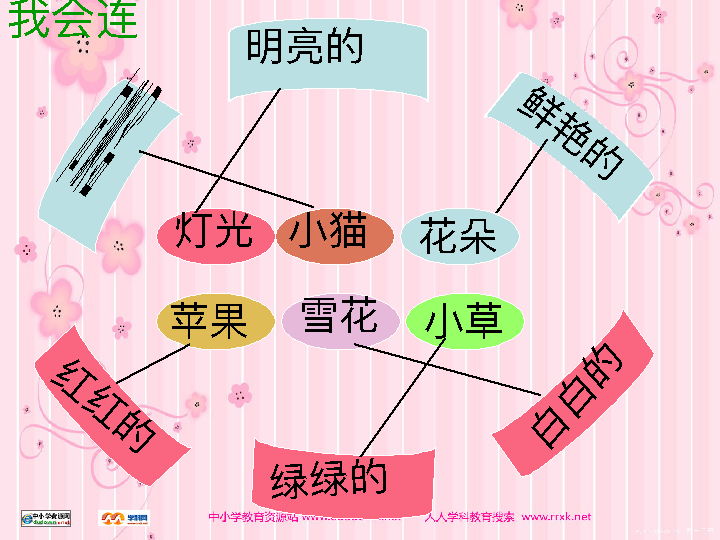 我会连
明亮的
鲜艳的
灯光
小猫
花朵
苹果
雪花
小草
红红的
绿绿的
白白的
中小学教育资源站
人人学科教育搜索 www.rrxk.net